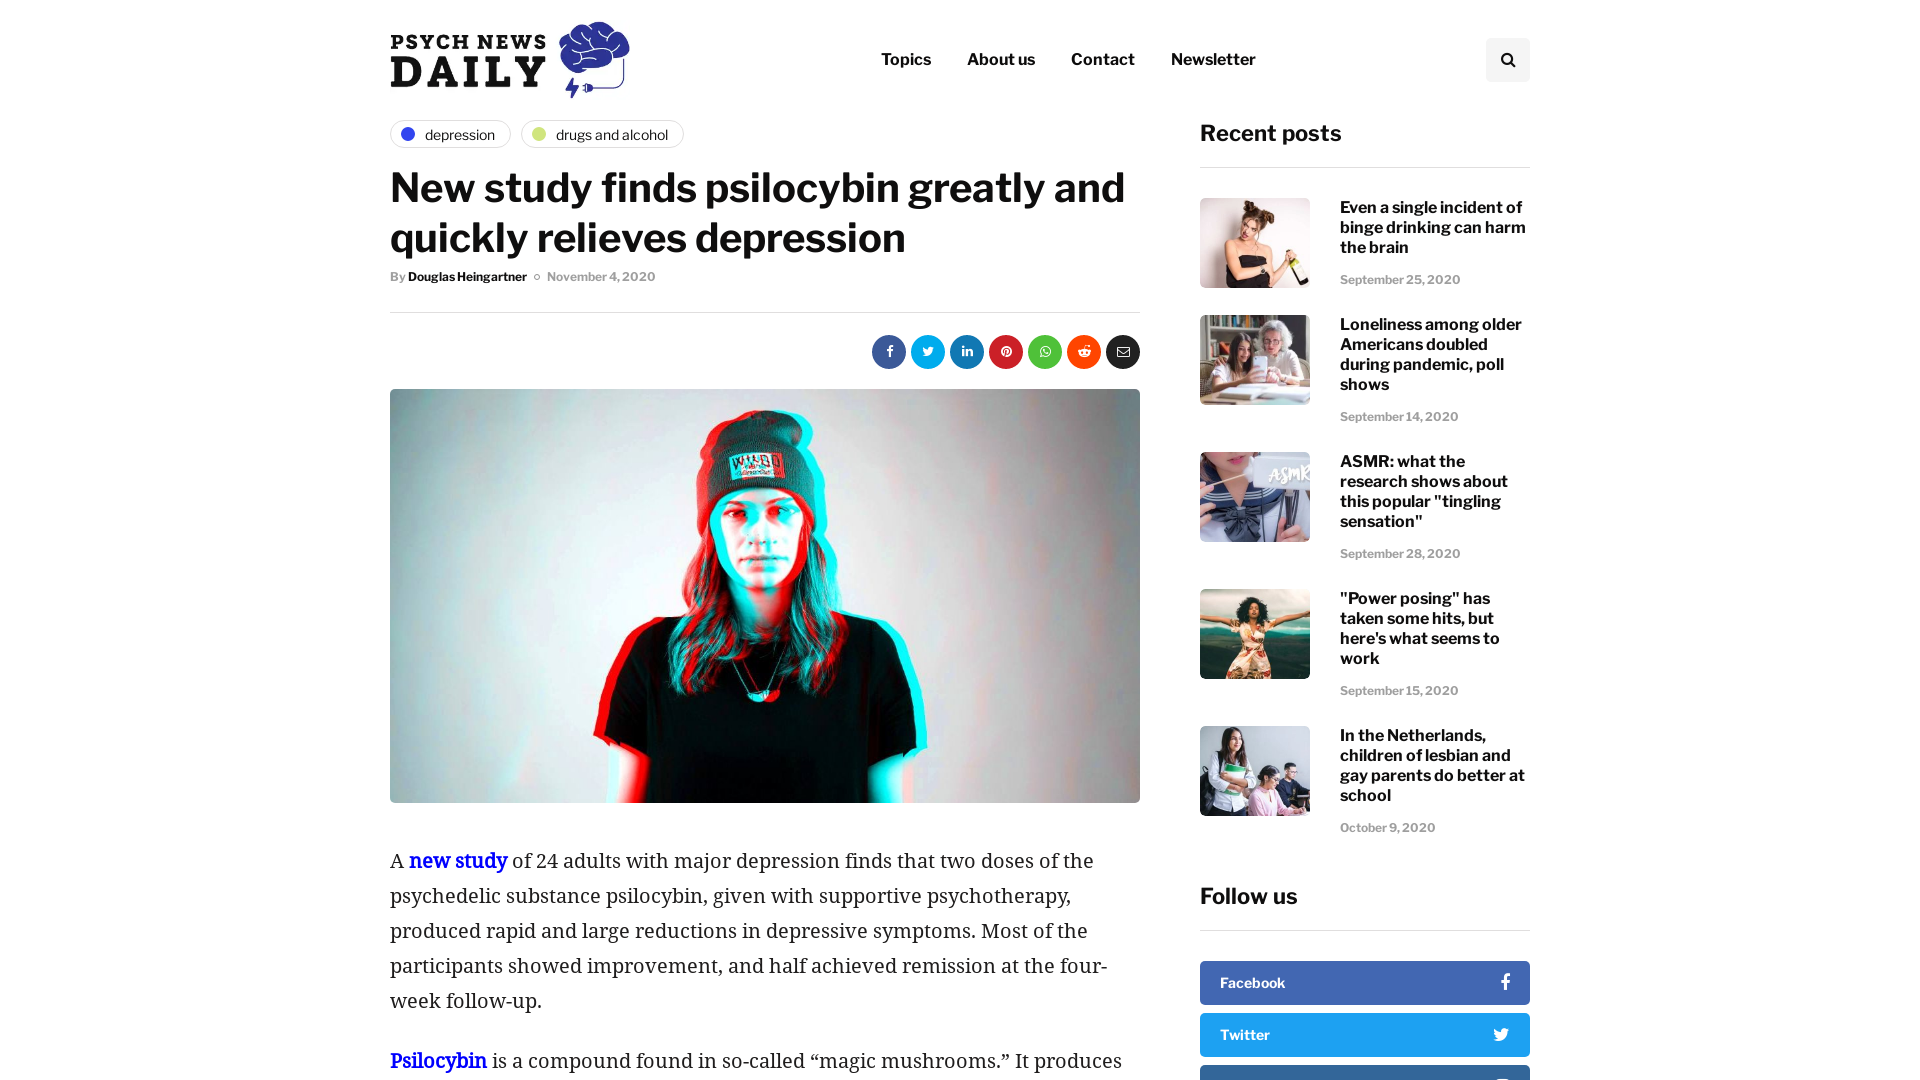 PSYCH NEWS
DAILY
Topics
About us
Contact
Newsletter
depression
drugs and alcohol
New study finds psilocybin greatly and
quickly relieves depression
By Douglas Heingartner
November 4, 2020
A new study of 24 adults with major depression finds that two doses of the
psychedelic substance psilocybin, given with supportive psychotherapy,
produced rapid and large reductions in depressive symptoms. Most of the
participants showed improvement, and half achieved remission at the four-
week follow-up.
Psilocybin is a compound found in so-called “magic mushrooms.” It produces
Recent posts
Even a single incident of
binge drinking can harm
the brain
September 25, 2020
Loneliness among older
Americans doubled
during pandemic, poll
shows
September 14, 2020
ASMR
ASMR: what the
research shows about
this popular "tingling
sensation"
September 28, 2020
"Power posing" has
taken some hits, but
here's what seems to
work
September 15, 2020
In the Netherlands,
children of lesbian and
gay parents do better at
school
October 9, 2020
Follow us
Facebook
Twitter